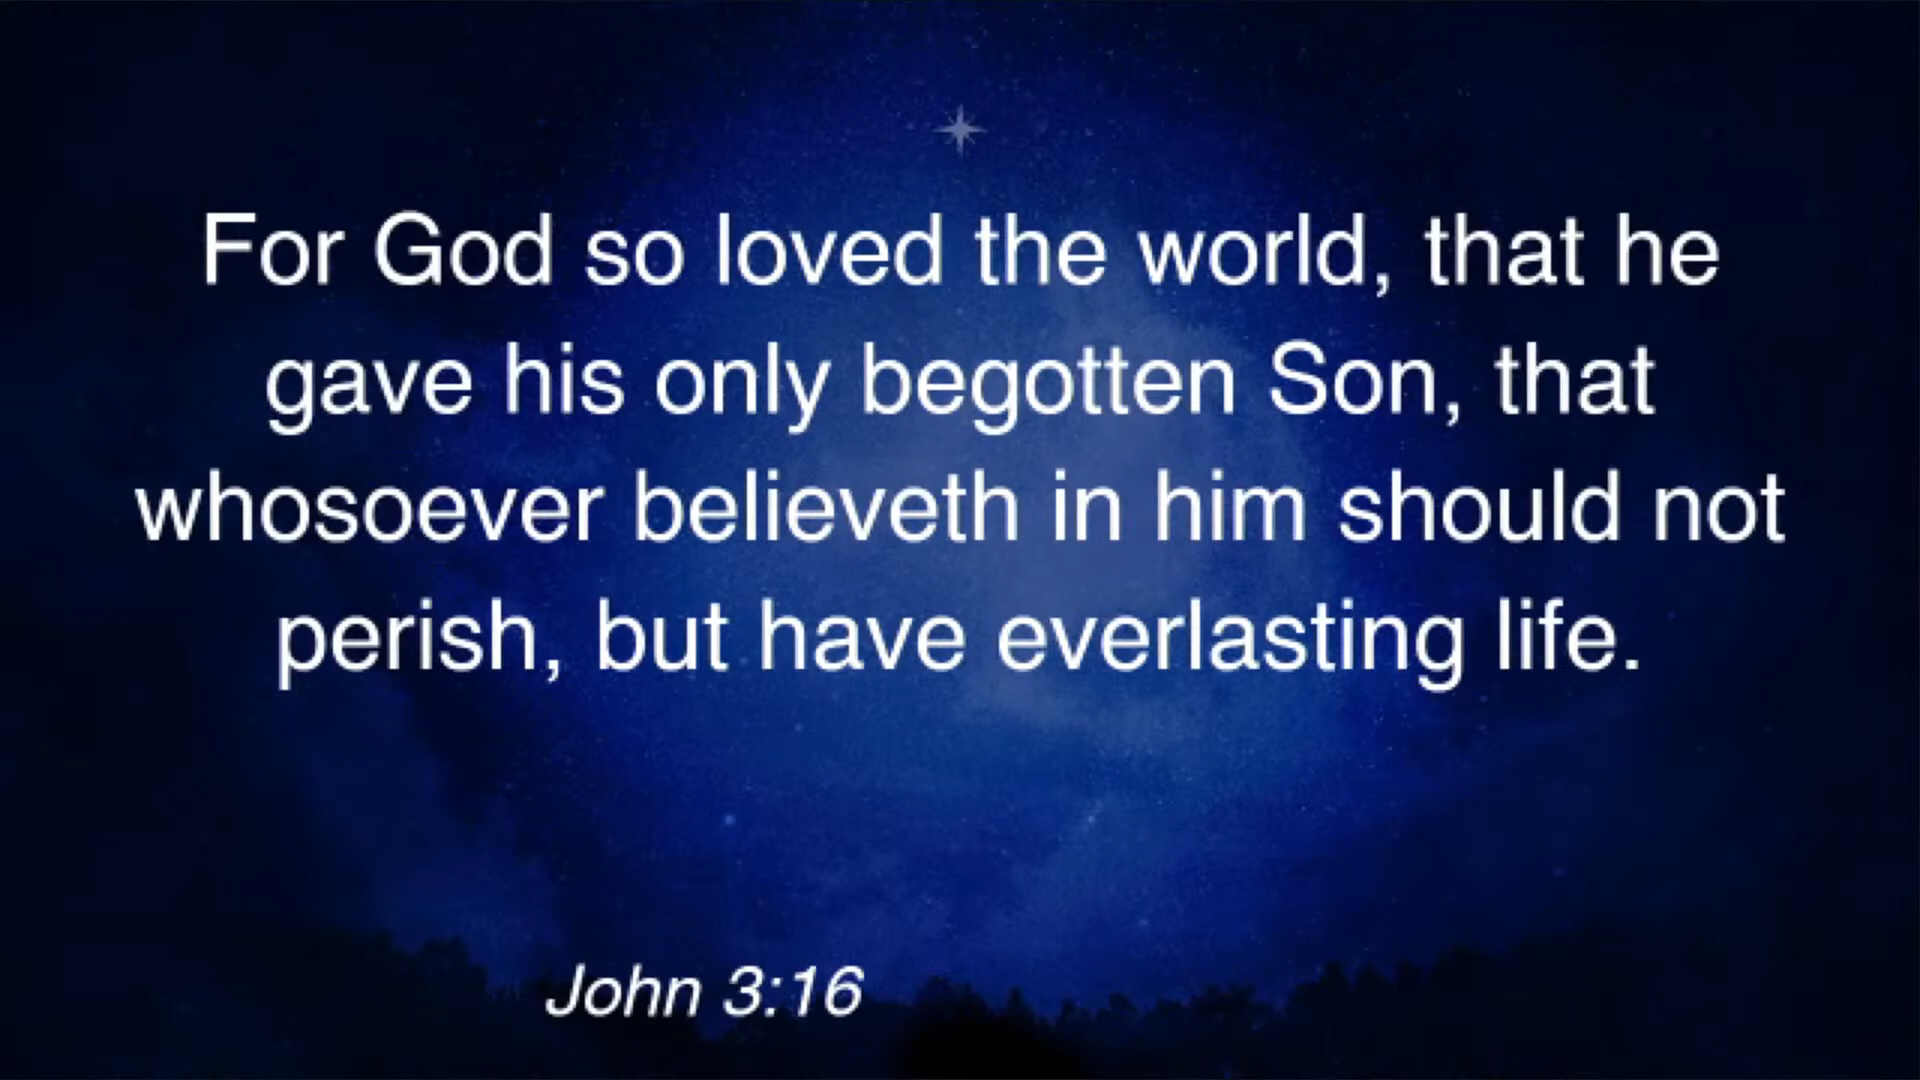 For God so loved the world, that he
gave his only begotten Son, that
whosoever believeth in him should not
perish, but have everlasting life.
John 3:16